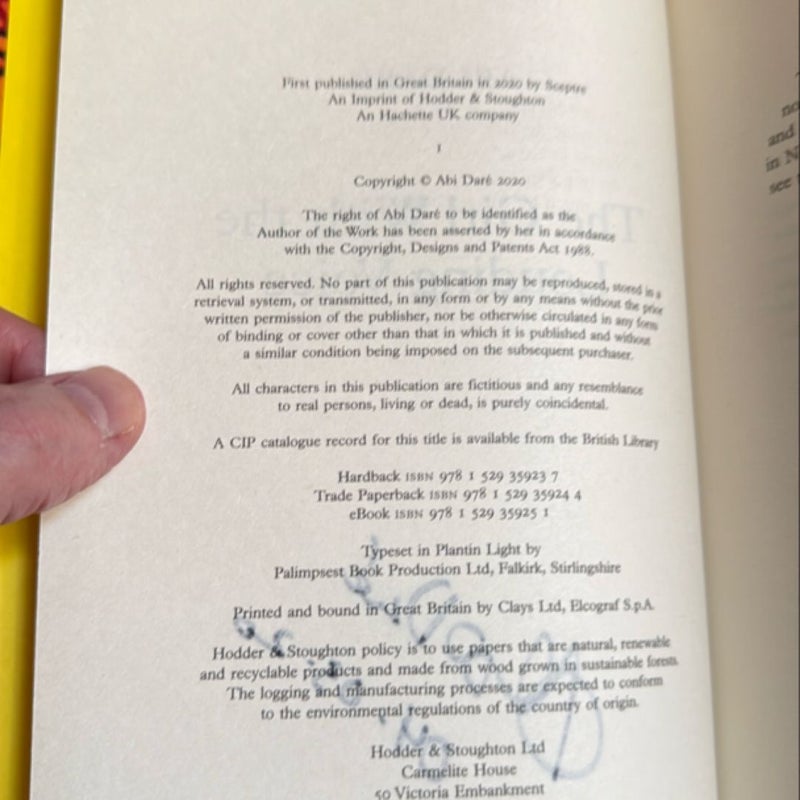 First published in Great Britain in 2020 by Sceptre
An Imprint of Hodder & Stoughton
An Hachette UK company
1
Copyright © Abi Daré 2020
The right of Abi Daré to be identified as the
Author of the Work has been asserted by her in accordance
with the Copyright, Designs and Patents Act 1988.
All rights reserved. No part of this publication may be reproduced, stored in a
retrieval system, or transmitted, in any form or by any means without the prior
written permission of the publisher, nor be otherwise circulated in any form
of binding or cover other than that in which it is published and without
a similar condition being imposed on the subsequent purchaser.
All characters in this publication are fictitious and any resemblance
to real persons, living or dead, is purely coincidental.
A CIP catalogue record for this title is available from the British Library
Hardback ISBN 978 1 529 35923 7
Trade Paperback ISBN 978 1 529 35924 4
eBook ISBN 978 1 529 35925 1
Typeset in Plantin Light by
Palimpsest Book Production Ltd, Falkirk, Stirlingshire
Printed and bound in Great Britain by Clays Ltd, Elcograf S.p.A.
Hodder & Stoughton policy is to use papers that are natural, renewable
and recyclable products and made from wood grown in sustainable forests.
The logging and manufacturing processes are expected to conform
to the environmental regulations of the country of origin.
Hodder & Stoughton Ltd
Carmelite House
50 Victoria Embankment
and
in N
see